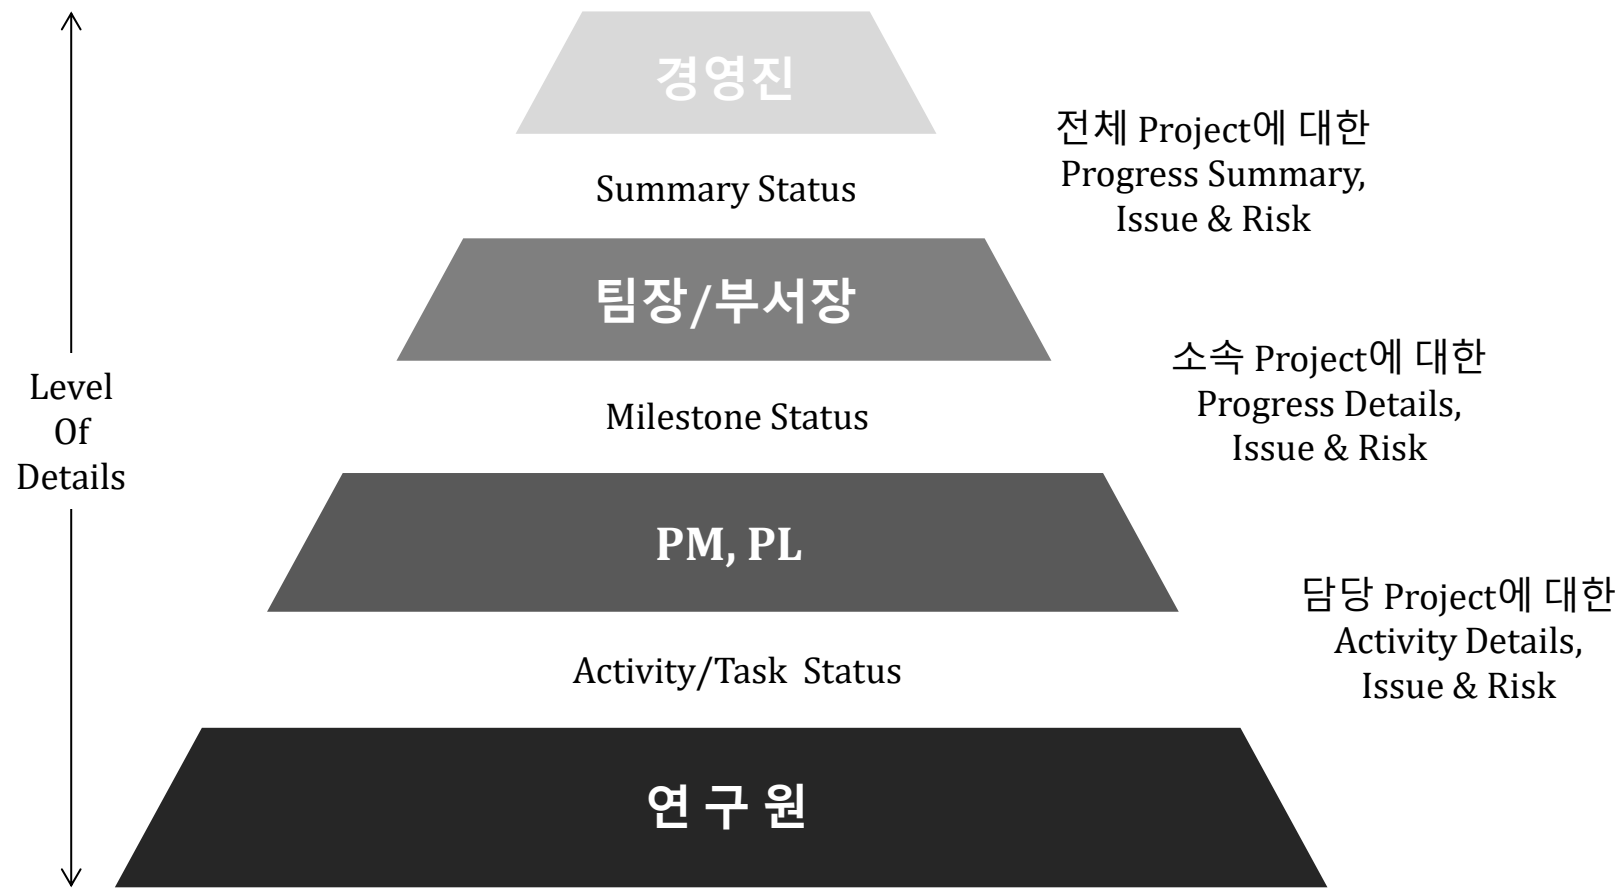 경영진
전체 Project에 대한
Progress Summary,
Issue & Risk
Summary Status
팀장/부서장
소속 Project에 대한
Progress Details,
Issue & Risk
Level
Of
Details
Milestone Status
PM, PL
담당 Project에 대한
Activity Details,
Issue & Risk
Activity/Task  Status
연 구 원